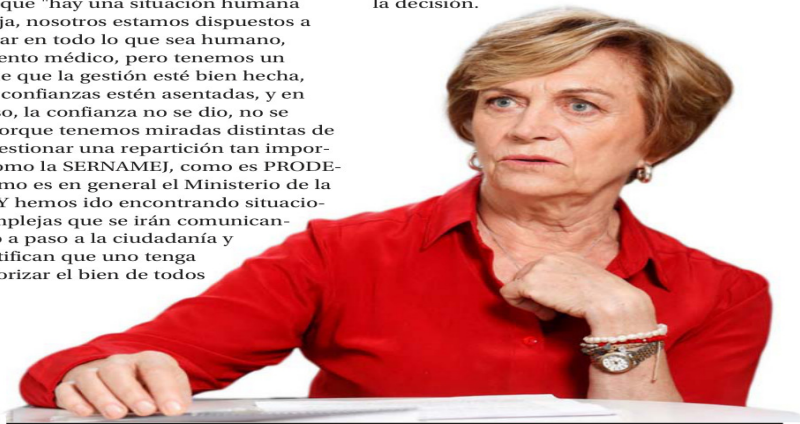 que "hay una situación humana
ja, nosotros estamos dispuestos a
ar en todo lo que sea humano,
ento médico, pero tenemos un
e que la gestión esté bien hecha,
confianzas estén asentadas, y en
so, la confianza no se dio, no se
orque tenemos miradas distintas de
estionar una repartición tan impor-
omo la SERNAMEJ, como es PRODE-
mo es en general el Ministerio de la
Y hemos ido encontrando situacio-
mplejas que se irán comunican-
o a paso a la ciudadanía y
tifican que uno tenga
orizar el bien de todos
la decisión.